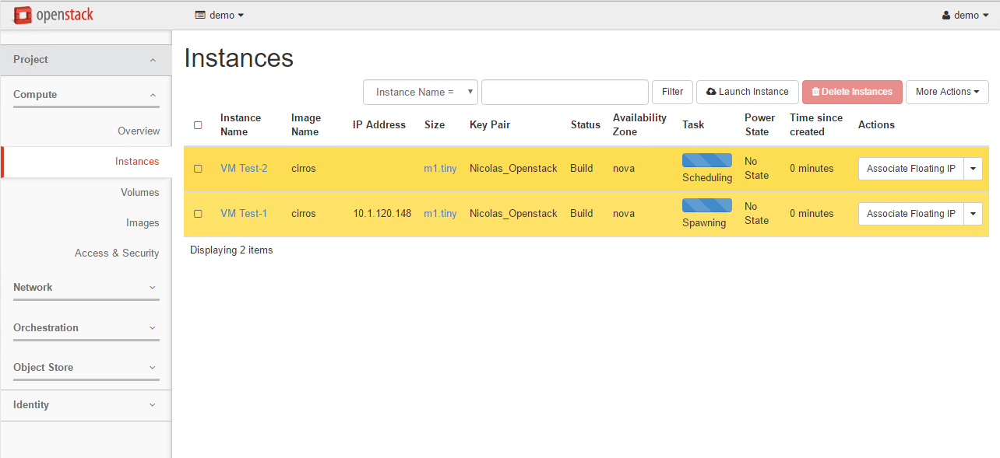 openstack
demo
demo
Project
Compute
Overview
Instances
Volumes
Images
Access & Security
Network
Orchestration
Object Store
Identity
Instances
Instance Name = Filter Launch Instance Delete Instances More Actions
Instance Name Image Name IP Address Size Key Pair Status Availability Zone Task Power State Time since created Actions
VM Test-2 cirros m1.tiny Nicolas_Openstack Build nova Scheduling No State 0 minutes Associate Floating IP
VM Test-1 cirros 10.1.120.148 m1.tiny Nicolas_Openstack Build nova Spawning No State 0 minutes Associate Floating IP
Displaying 2 items